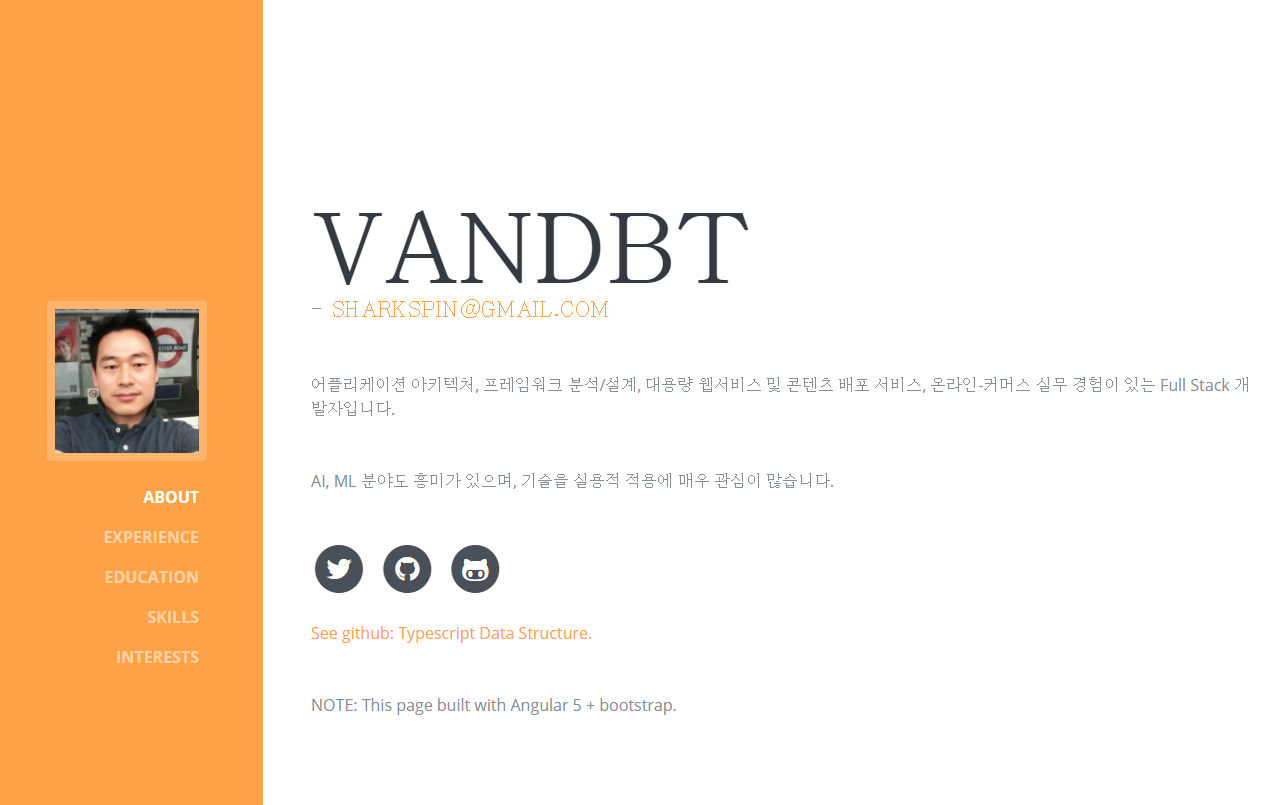 ABOUT
EXPERIENCE
EDUCATION
SKILLS
INTERESTS
VANDBT
- SHARKSPIN@GMAIL.COM
어플리케이션 아키텍처, 프레임워크 분석/설계, 대용량 웹서비스 및 콘텐츠 배포 서비스, 온라인-커머스 실무 경험이 있는 Full Stack 개
발자입니다.
AI, ML 분야도 흥미가 있으며, 기술을 실용적 적용에 매우 관심이 많습니다.
See github: Typescript Data Structure.
NOTE: This page built with Angular 5 + bootstrap.